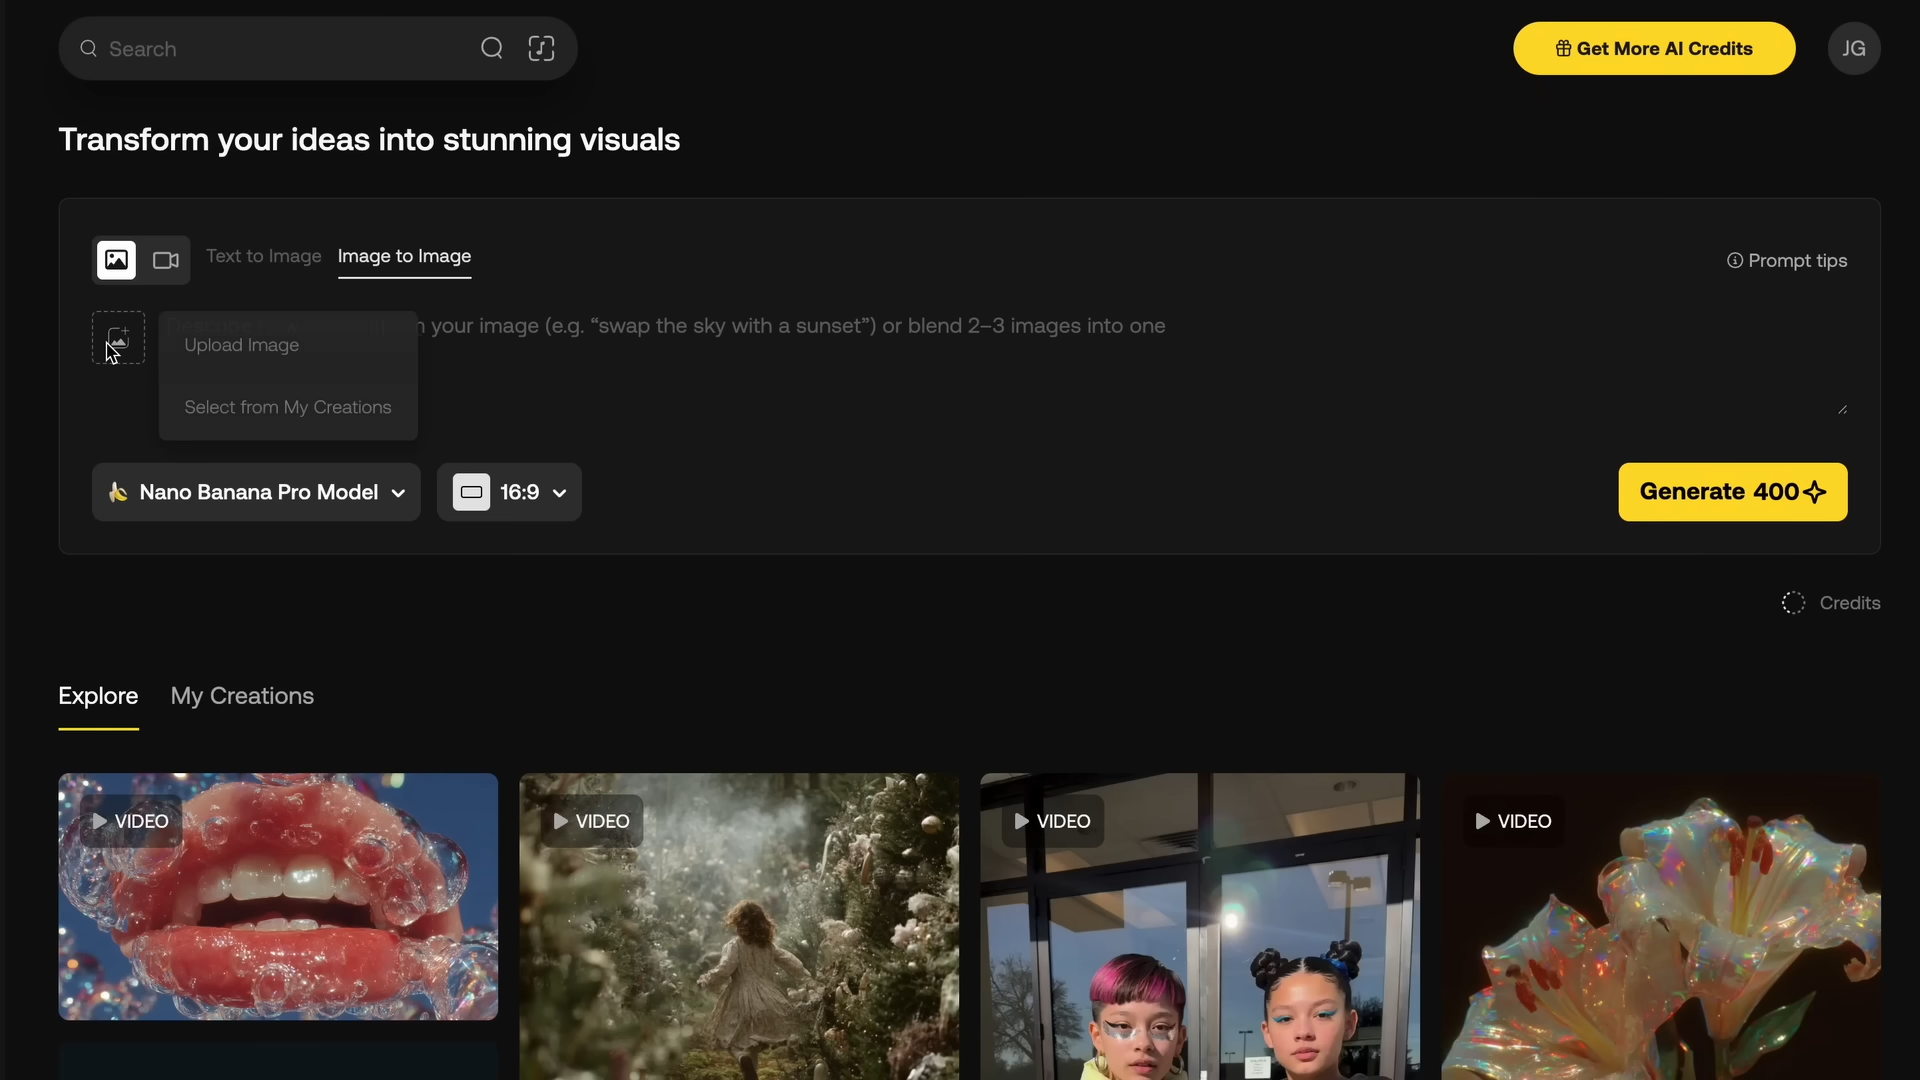 Search
Get More AI Credits
JG
Transform your ideas into stunning visuals
Text to Image
Image to Image
Prompt tips
your image (e.g. “swap the sky with a sunset”) or blend 2–3 images into one
Upload Image
Select from My Creations
Nano Banana Pro Model
16:9
Generate 400
Credits
Explore
My Creations
VIDEO
VIDEO
VIDEO
VIDEO